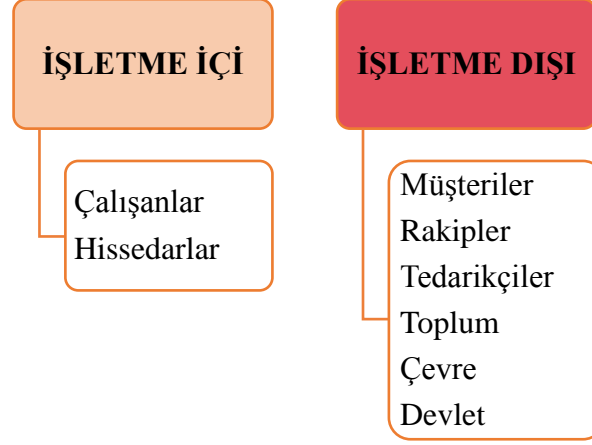 İŞLETME İÇİ
Çalışanlar
Hissedarlar
İŞLETME DIŞI
Müşteriler
Rakipler
Tedarikçiler
Toplum
Çevre
Devlet